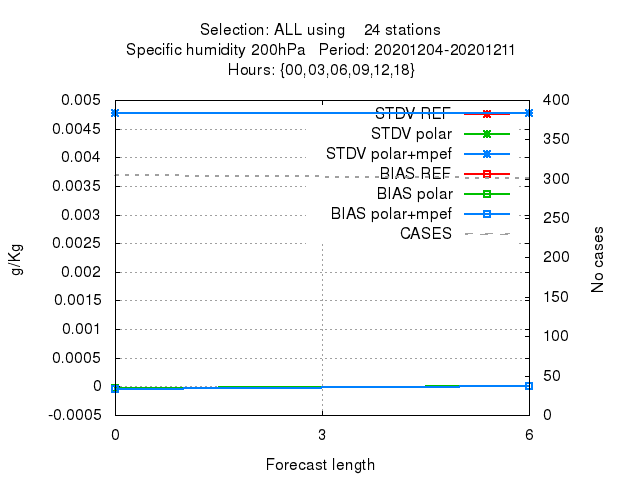 Selection: ALL using 24 stations
Specific humidity 200hPa Period: 20201204-20201211
Hours: {00,03,06,09,12,18}
0.005
0.0045
0.004
0.0035
0.003
0.0025
0.002
0.0015
0.001
0.0005
0
-0.0005
g/Kg
STDV REF
STDV polar
STDV polar+mpef
BIAS REF
BIAS polar
BIAS polar+mpef
CASES
400
350
300
250
200
150
100
50
0
No cases
0 3 6
Forecast length